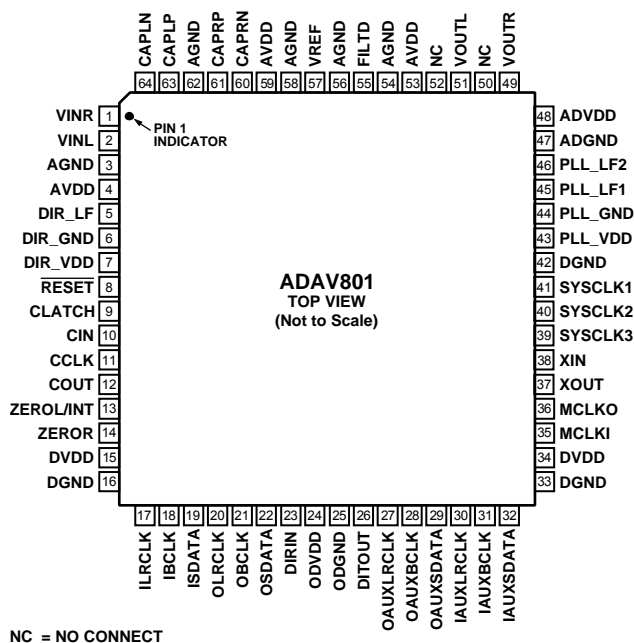 CAPLN
CAPLP
AGND
CAPRP
CAPRN
AVDD
AGND
VREF
AGND
FILTD
AGND
AVDD
NC
VOUTL
NC
VOUTR
64 63 62 61 60 59 58 57 56 55 54 53 52 51 50 49
VINR 1
VINL 2
AGND 3
AVDD 4
DIR_LF 5
DIR_GND 6
DIR_VDD 7
RESET 8
CLATCH 9
CIN 10
CCLK 11
COUT 12
ZEROL/INT 13
ZEROR 14
DVDD 15
DGND 16
PIN 1
INDICATOR
ADAV801
TOP VIEW
(Not to Scale)
48 ADVDD
47 ADGND
46 PLL_LF2
45 PLL_LF1
44 PLL_GND
43 PLL_VDD
42 DGND
41 SYSCLK1
40 SYSCLK2
39 SYSCLK3
38 XIN
37 XOUT
36 MCLKO
35 MCLKI
34 DVDD
33 DGND
17 18 19 20 21 22 23 24 25 26 27 28 29 30 31 32
ILRCLK
IBCLK
ISDATA
OLRCLK
OBCLK
OSDATA
DIRIN
ODVDD
ODGND
DITOUT
OAUXLRCLK
OAUXBCLK
OAUXSDATA
IAUXLRCLK
IAUXBCLK
IAUXSDATA
NC = NO CONNECT